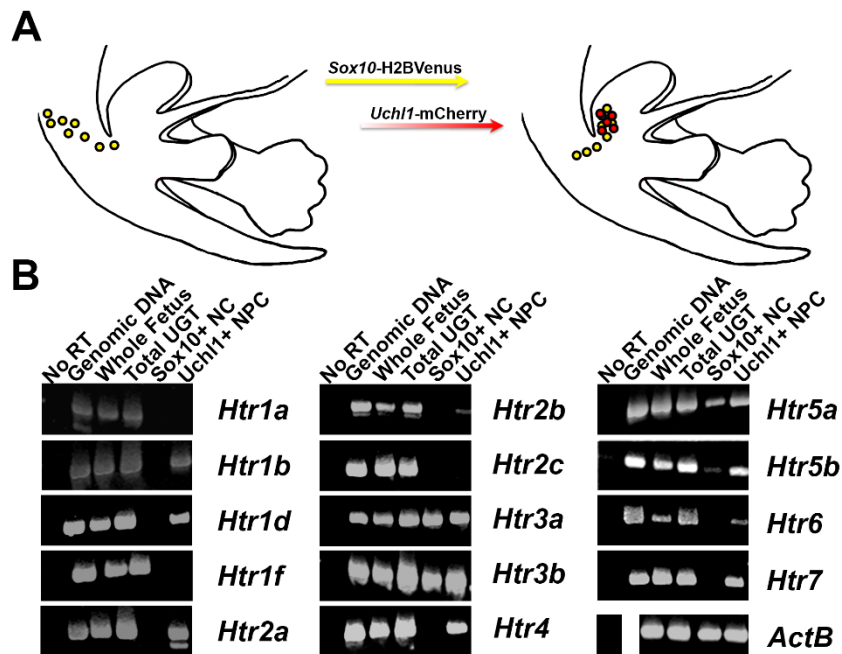 A
Sox10-H2BVenus
Uchl1-mCherry
B
No RT
Genomic DNA
Whole Fetus
Total UGT
Sox10+ NC
Uchl1+ NPC
Htr1a
Htr1b
Htr1d
Htr1f
Htr2a
No RT
Genomic DNA
Whole Fetus
Total UGT
Sox10+ NC
Uchl1+ NPC
Htr2b
Htr2c
Htr3a
Htr3b
Htr4
No RT
Genomic DNA
Whole Fetus
Total UGT
Sox10+ NC
Uchl1+ NPC
Htr5a
Htr5b
Htr6
Htr7
ActB